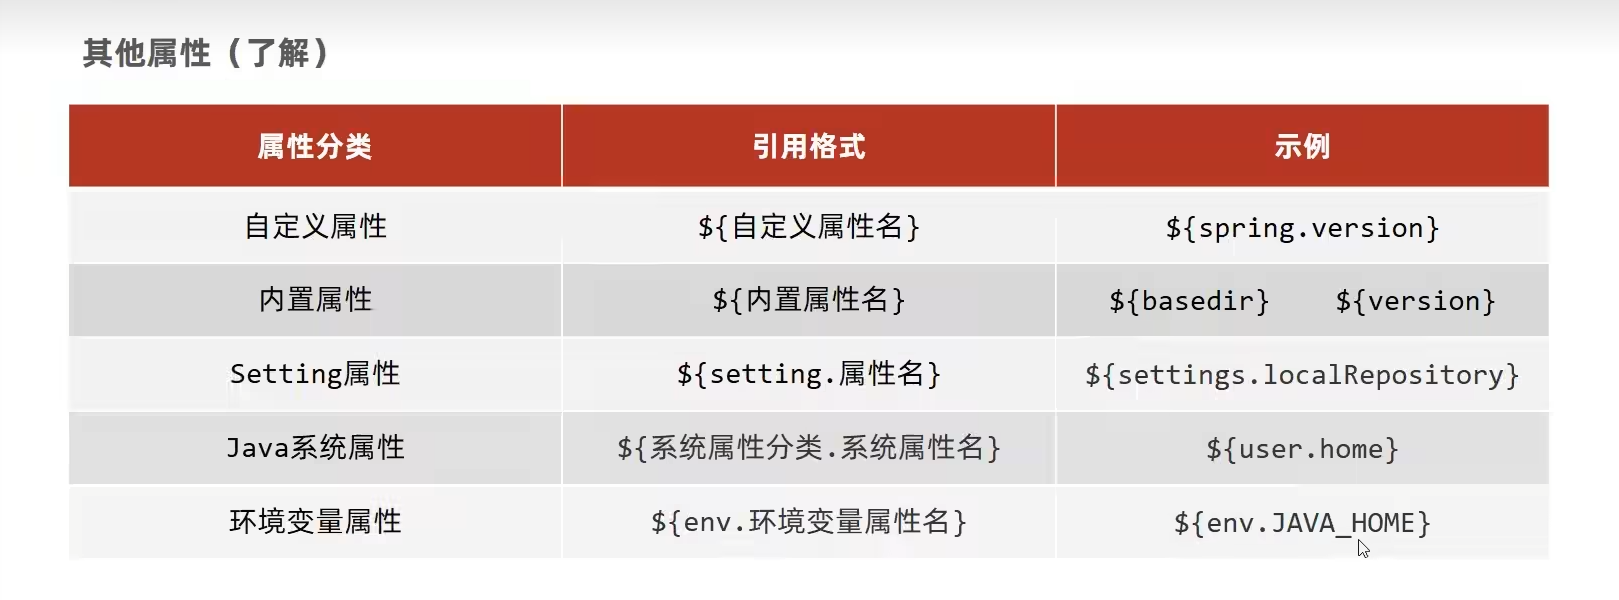 其他属性（了解）
属性分类 引用格式 示例
自定义属性 ${自定义属性名} ${spring.version}
内置属性 ${内置属性名} ${basedir} ${version}
Setting属性 ${setting.属性名} ${settings.localRepository}
Java系统属性 ${系统属性分类.系统属性名} ${user.home}
环境变量属性 ${env.环境变量属性名} ${env.JAVA_HOME}